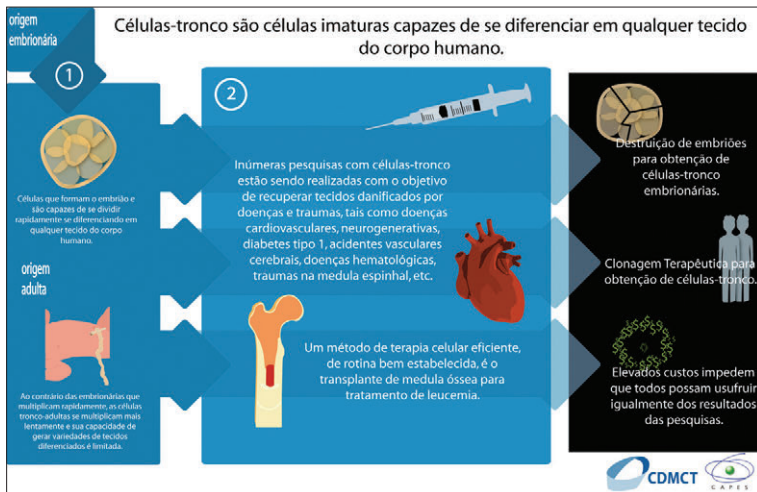 origem
embrionária
Células-tronco são células imaturas capazes de se diferenciar em qualquer tecido
do corpo humano.
1
Células que formam o embrião e
são capazes de se dividir
rapidamente se diferenciando em
qualquer tecido do corpo
humano.
origem
adulta
Ao contrário das embrionárias que
multiplicam rapidamente, as células
tronco-adultas se multiplicam mais
lentamente e sua capacidade de
gerar variedades de tecidos
diferenciados é limitada.
2
Inúmeras pesquisas com células-tronco
estão sendo realizadas com o objetivo
de recuperar tecidos danificados por
doenças e traumas, tais como doenças
cardiovasculares, neurogenerativas,
diabetes tipo 1, acidentes vasculares
cerebrais, doenças hematológicas,
traumas na medula espinhal, etc.
Um método de terapia celular eficiente,
de rotina bem estabelecida, é o
transplante de medula óssea para
tratamento de leucemia.
Destruição de embriões
para obtenção de
células-tronco
embrionárias.
Clonagem Terapêutica para
obtenção de células-tronco.
Elevados custos impedem
que todos possam usufruir
igualmente dos resultados
das pesquisas.
CDMCT
CAPES